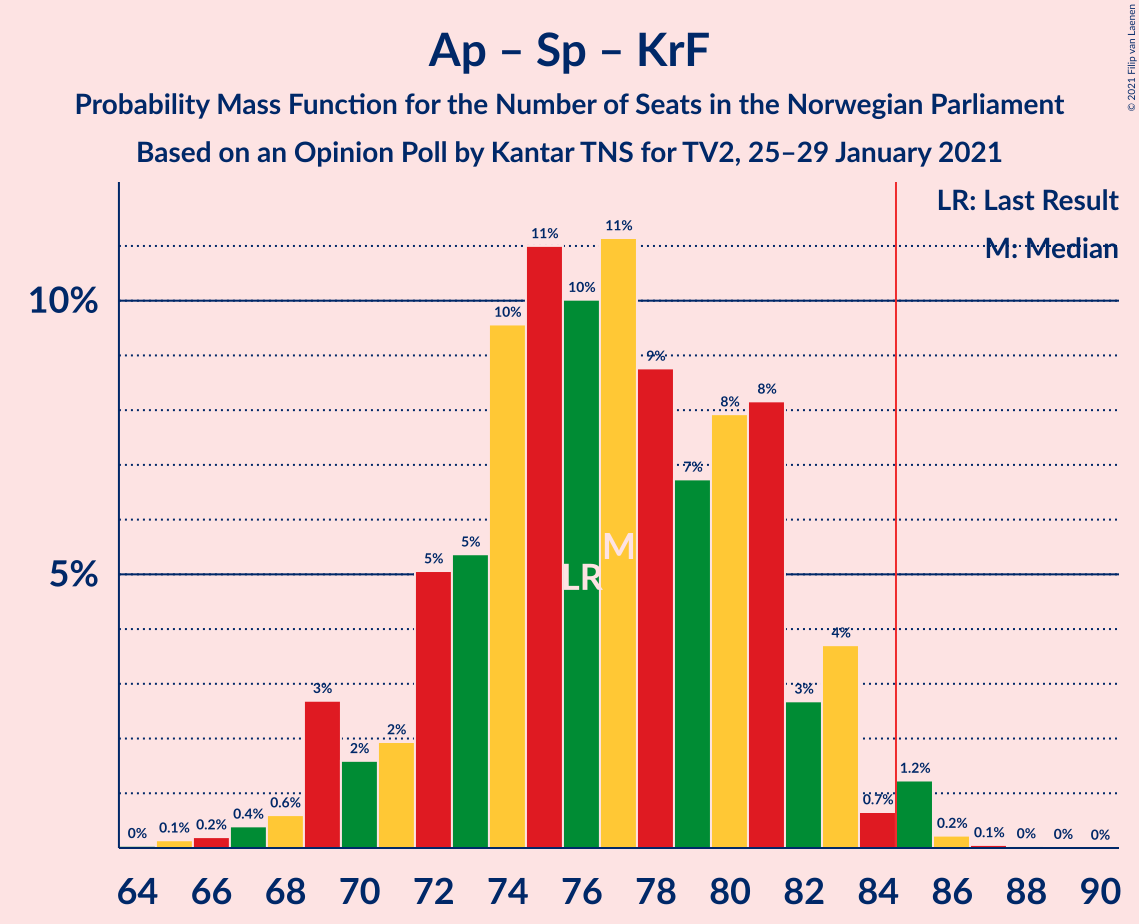 Ap – Sp – KrF
Probability Mass Function for the Number of Seats in the Norwegian Parliament
Based on an Opinion Poll by Kantar TNS for TV2, 25–29 January 2021
© 2021 Filip van Laenen
LR: Last Result
M: Median
10%
5%
0% 0.1% 0.2% 0.4% 0.6% 3% 2% 2% 5% 5% 10% 11% 10% 11% 9% 7% 8% 8% 3% 4% 0.7% 1.2% 0.2% 0.1% 0% 0% 0%
M
LR
64 66 68 70 72 74 76 78 80 82 84 86 88 90